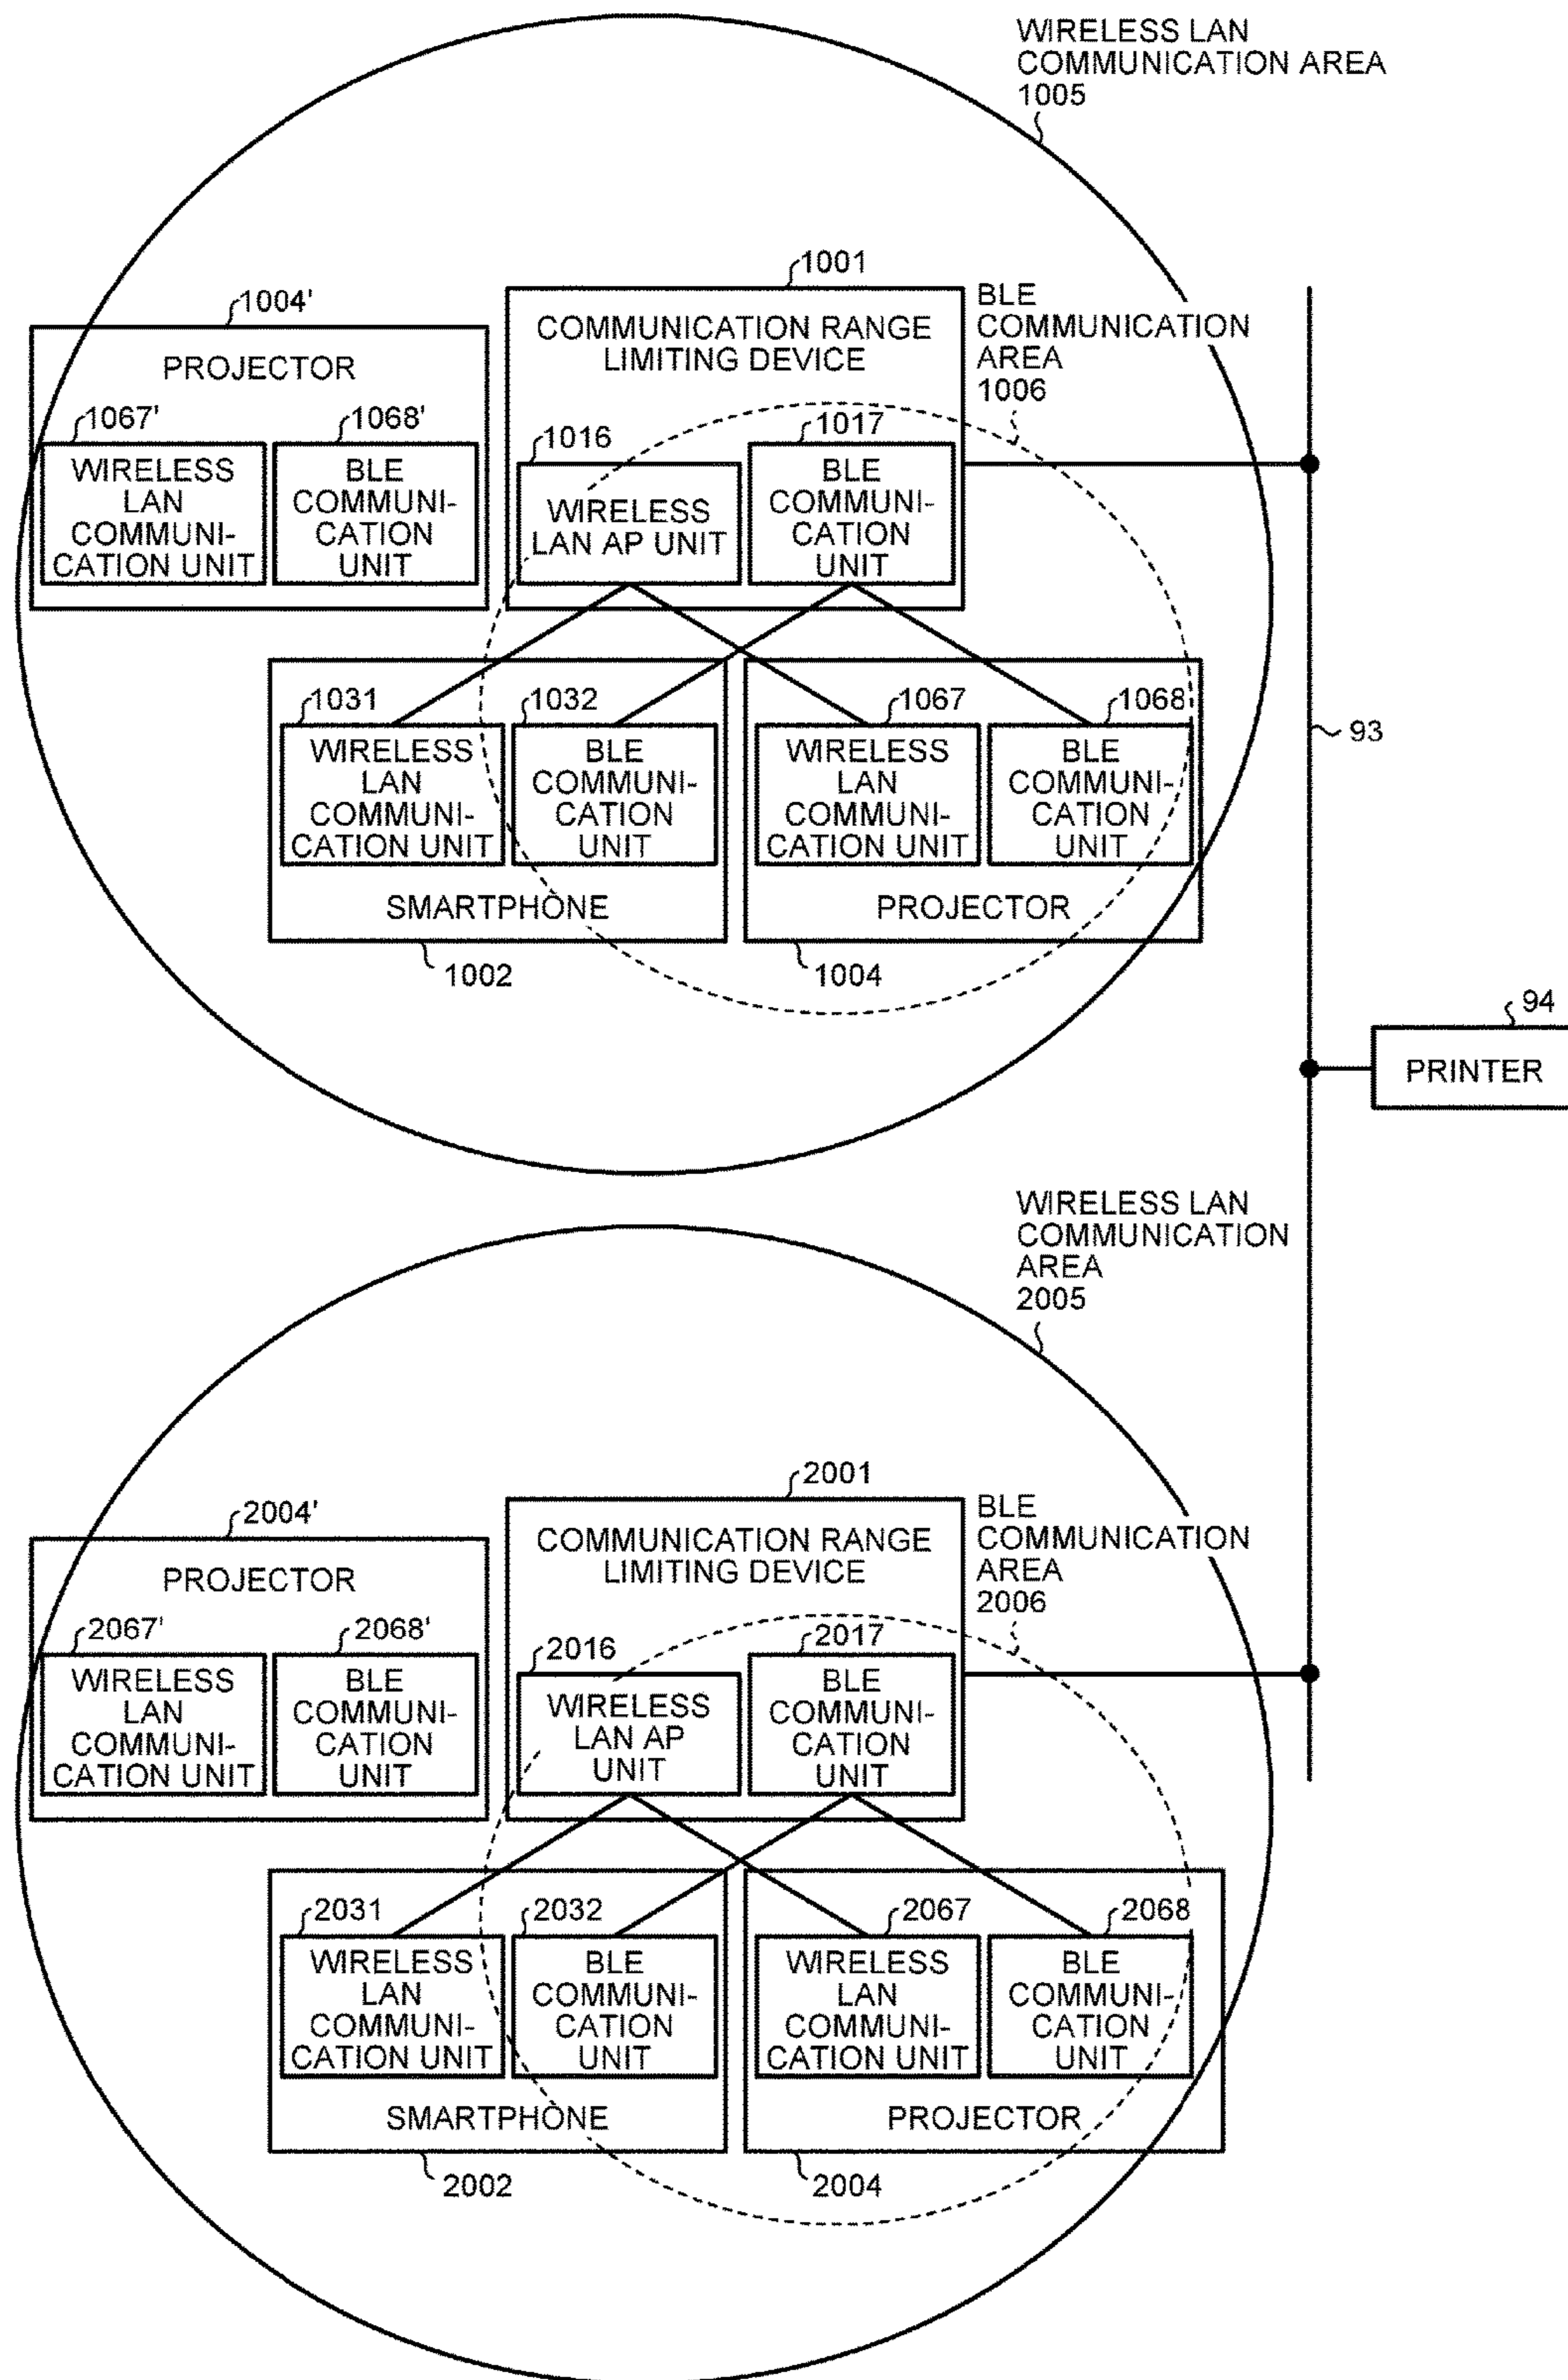 WIRELESS LAN
COMMUNICATION AREA
1005
1001
1004'
COMMUNICATION RANGE
LIMITING DEVICE
BLE
COMMUNICATION
AREA
1006
PROJECTOR
1067'
1068'
1016
1017
WIRELESS
LAN
COMMUNI-
CATION UNIT
BLE
COMMUNI-
CATION
UNIT
WIRELESS
LAN AP UNIT
BLE
COMMUNI-
CATION
UNIT
1031
1032
1067
1068
93
WIRELESS
LAN
COMMUNI-
CATION UNIT
BLE
COMMUNI-
CATION
UNIT
WIRELESS
LAN
COMMUNI-
CATION UNIT
BLE
COMMUNI-
CATION
UNIT
SMARTPHONE
PROJECTOR
1002
1004
94
PRINTER
WIRELESS LAN
COMMUNICATION
AREA
2005
2001
2004'
COMMUNICATION RANGE
LIMITING DEVICE
BLE
COMMUNICATION
AREA
2006
PROJECTOR
2067'
2068'
2016
2017
WIRELESS
LAN
COMMUNI-
CATION UNIT
BLE
COMMUNI-
CATION
UNIT
WIRELESS
LAN AP
UNIT
BLE
COMMUNI-
CATION
UNIT
2031
2032
2067
2068
WIRELESS
LAN
COMMUNI-
CATION UNIT
BLE
COMMUNI-
CATION
UNIT
WIRELESS
LAN
COMMUNI-
CATION UNIT
BLE
COMMUNI-
CATION
UNIT
SMARTPHONE
PROJECTOR
2002
2004